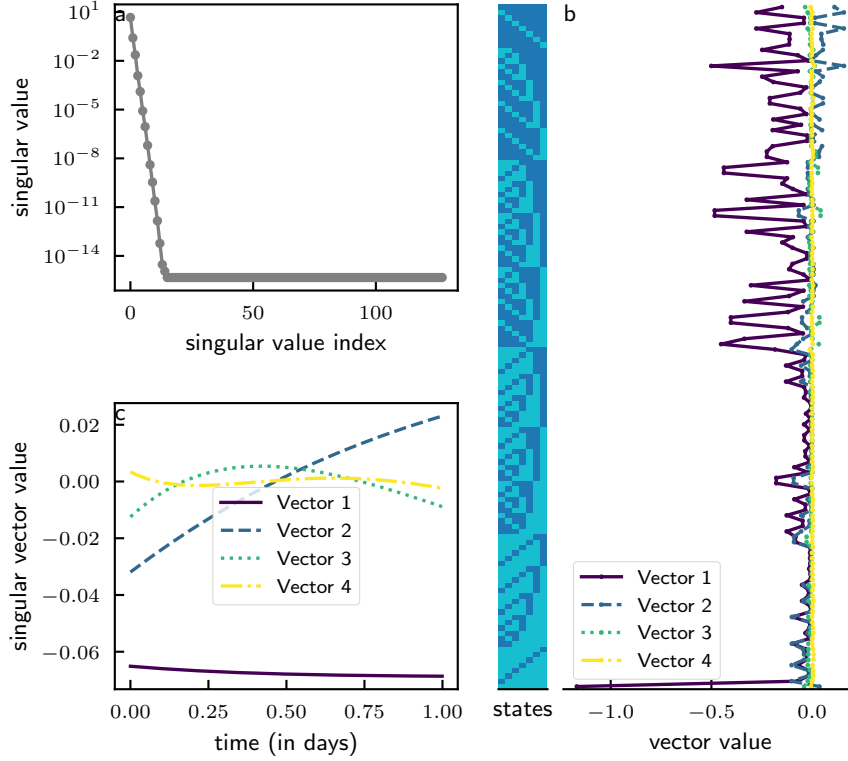 a
10^1
10^−2
10^−5
10^−8
10^−11
10^−14
singular value
0 50 100
singular value index
c
0.02
0.00
−0.02
−0.04
−0.06
singular vector value
Vector 1
Vector 2
Vector 3
Vector 4
0.00 0.25 0.50 0.75 1.00
time (in days)
states
b
Vector 1
Vector 2
Vector 3
Vector 4
−1.0 −0.5 0.0
vector value